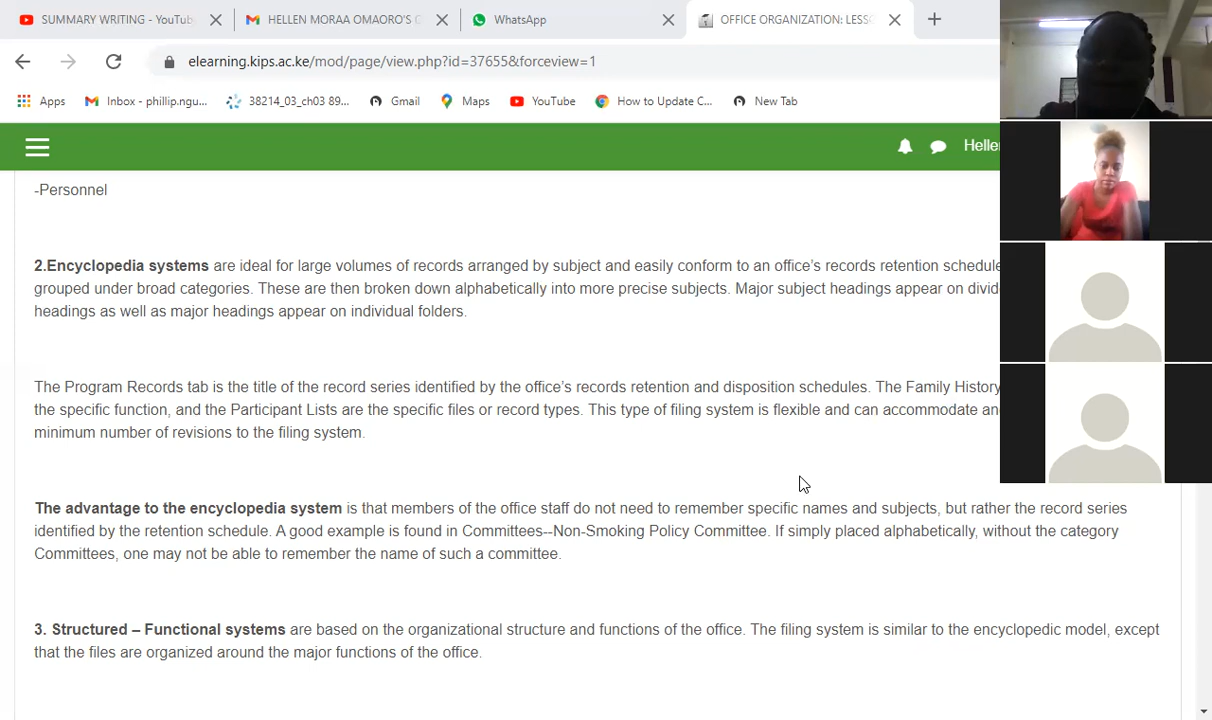 SUMMARY WRITING - YouTub
HELLEN MORAA OMAORO'S G
WhatsApp
OFFICE ORGANIZATION: LESS
elearning.kips.ac.ke/mod/page/view.php?id=37655&forceview=1
Apps
Inbox - phillip.ngu...
38214_03_ch03 89...
Gmail
Maps
YouTube
How to Update C...
New Tab
Helle
-Personnel
2.Encyclopedia systems are ideal for large volumes of records arranged by subject and easily conform to an office's records retention schedule
grouped under broad categories. These are then broken down alphabetically into more precise subjects. Major subject headings appear on divid
headings as well as major headings appear on individual folders.
The Program Records tab is the title of the record series identified by the office's records retention and disposition schedules. The Family History
the specific function, and the Participant Lists are the specific files or record types. This type of filing system is flexible and can accommodate an
minimum number of revisions to the filing system.
The advantage to the encyclopedia system is that members of the office staff do not need to remember specific names and subjects, but rather the record series
identified by the retention schedule. A good example is found in Committees--Non-Smoking Policy Committee. If simply placed alphabetically, without the category
Committees, one may not be able to remember the name of such a committee.
3. Structured – Functional systems are based on the organizational structure and functions of the office. The filing system is similar to the encyclopedic model, except
that the files are organized around the major functions of the office.